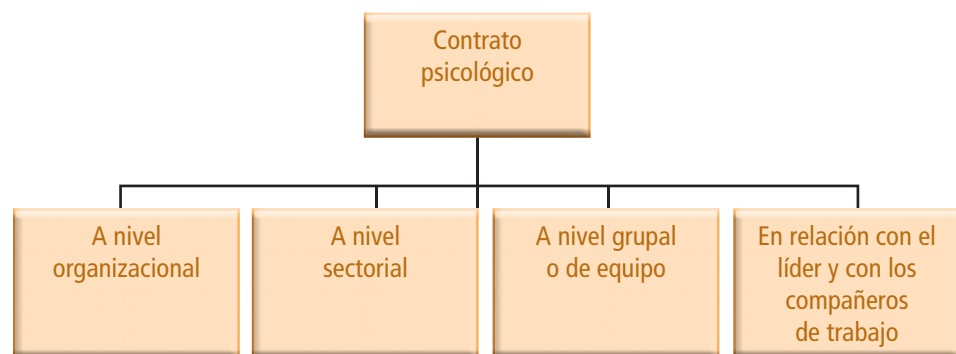 Contrato
psicológico
A nivel
organizacional
A nivel
sectorial
A nivel grupal
o de equipo
En relación con el
líder y con los
compañeros
de trabajo